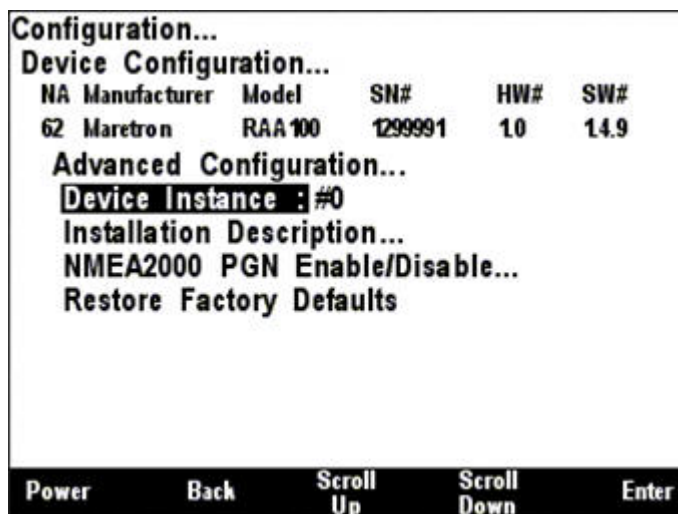 Configuration...
Device Configuration...
NA Manufacturer Model SN# HW# SW#
62 Maretron RAA100 1299991 1.0 1.4.9
Advanced Configuration...
Device Instance : #0
Installation Description...
NMEA2000 PGN Enable/Disable...
Restore Factory Defaults
Power Back Scroll Up Scroll Down Enter